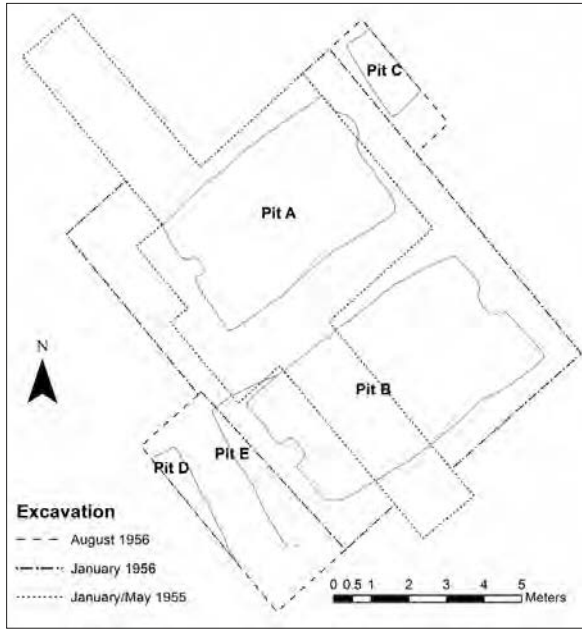 Pit C
Pit A
N
Pit B
Pit E
Pit D
Excavation
August 1956
January 1956
January/May 1955
0 0.5 1 2 3 4 5
Meters